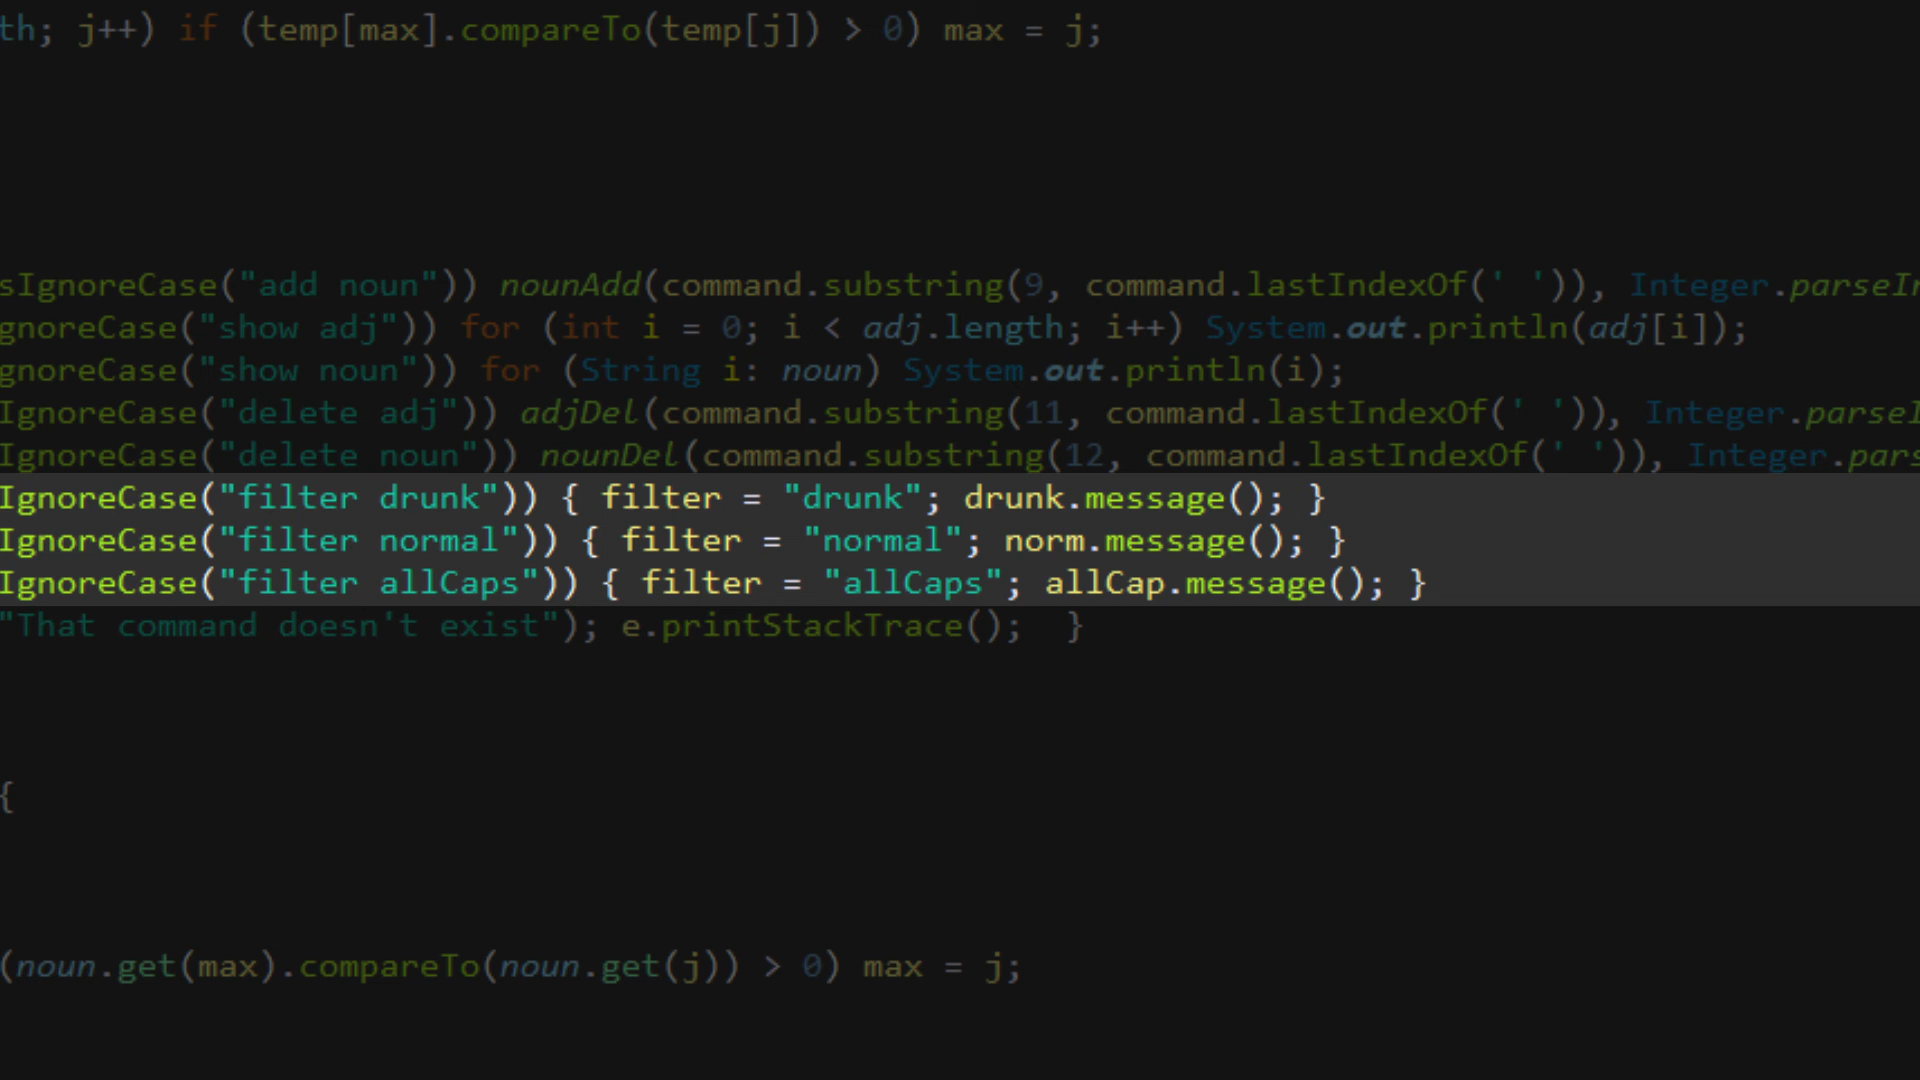 th; j++) if (temp[max].compareTo(temp[j]) > 0) max = j;
sIgnoreCase("add noun")) nounAdd(command.substring(9, command.lastIndexOf(' ')), Integer.parseIn
gnoreCase("show adj")) for (int i = 0; i < adj.length; i++) System.out.println(adj[i]);
gnoreCase("show noun")) for (String i: noun) System.out.println(i);
IgnoreCase("delete adj")) adjDel(command.substring(11, command.lastIndexOf(' ')), Integer.parseI
IgnoreCase("delete noun")) nounDel(command.substring(12, command.lastIndexOf(' ')), Integer.pars
IgnoreCase("filter drunk")) { filter = "drunk"; drunk.message(); }
IgnoreCase("filter normal")) { filter = "normal"; norm.message(); }
IgnoreCase("filter allCaps")) { filter = "allCaps"; allCap.message(); }
"That command doesn't exist"); e.printStackTrace();  }
{
(noun.get(max).compareTo(noun.get(j)) > 0) max = j;